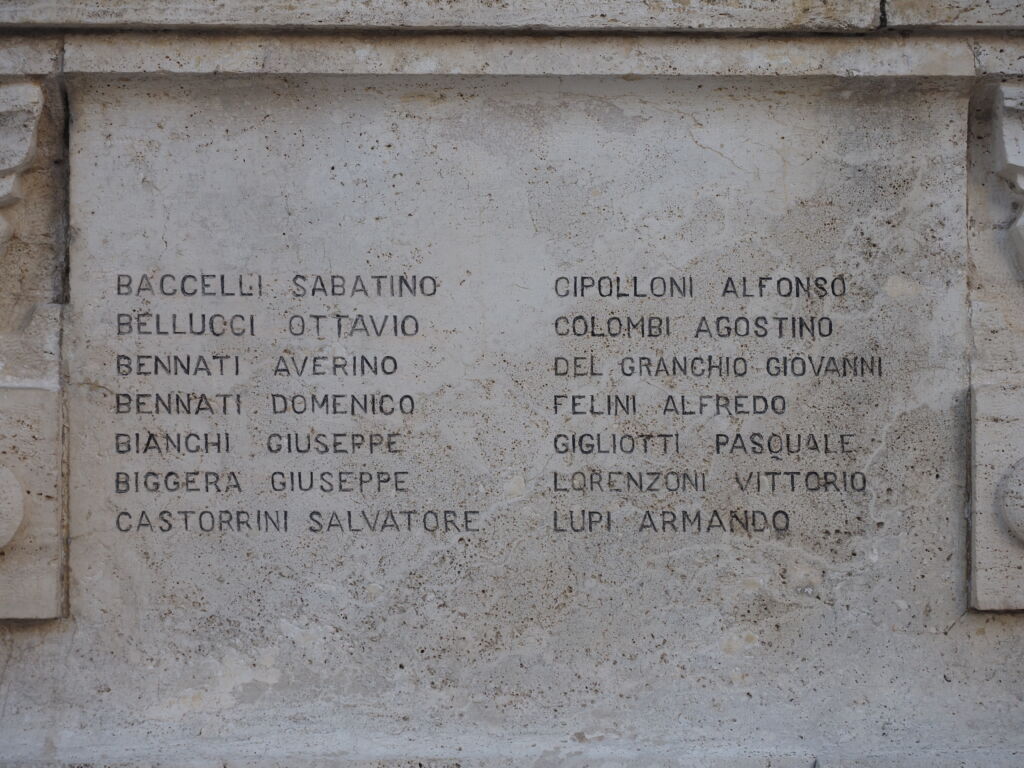 BACCELLI SABATINO
BELLUCCI OTTAVIO
BENNATI AVERINO
BENNATI DOMENICO
BIANCHI GIUSEPPE
BIGGERA GIUSEPPE
CASTORRINI SALVATORE
CIPOLLONI ALFONSO
COLOMBI AGOSTINO
DEL GRANCHIO GIOVANNI
FELINI ALFREDO
GIGLIOTTI PASQUALE
LORENZONI VITTORIO
LUPI ARMANDO